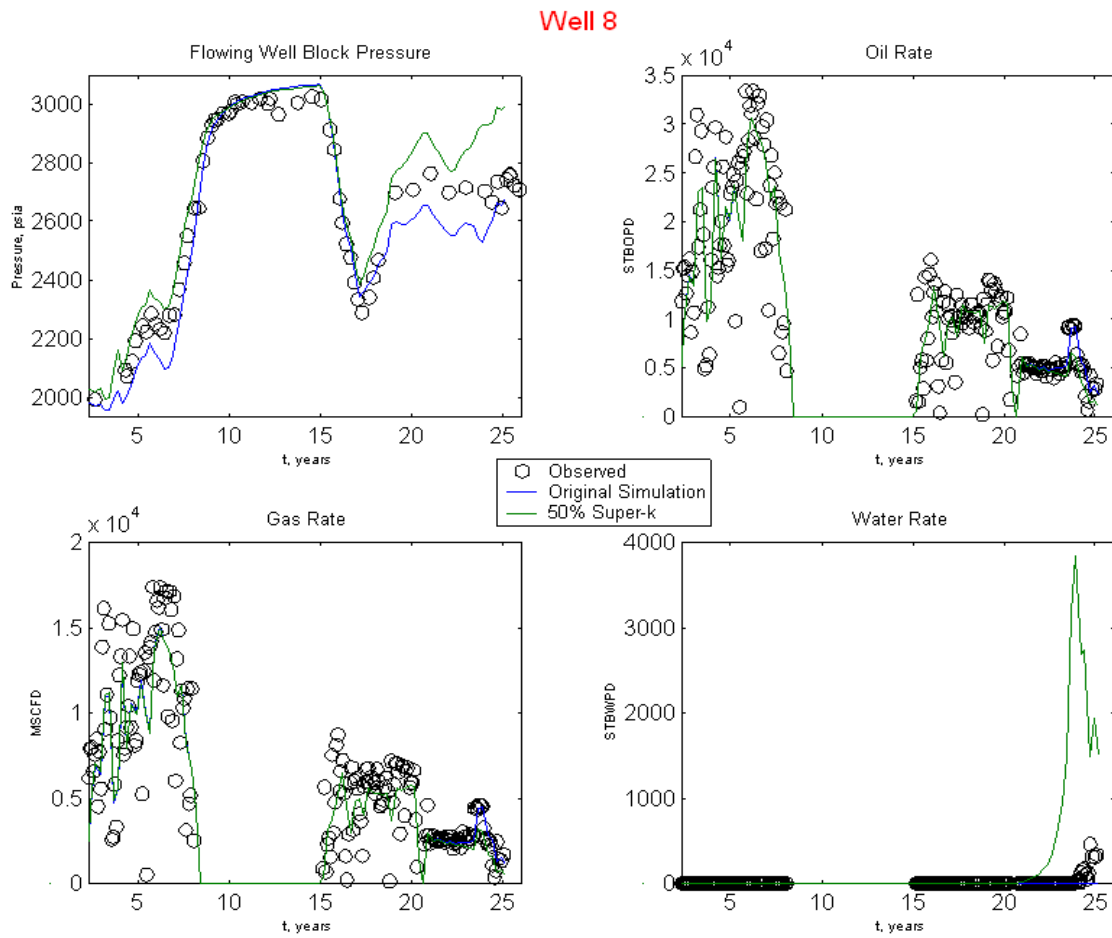 Well 8
Flowing Well Block Pressure
Pressure, psia
3000
2800
2600
2400
2200
2000
5 10 15 20 25
t, years
Oil Rate
x 10^4
STBOPD
3.5
3
2.5
2
1.5
1
0.5
0
5 10 15 20 25
t, years
Observed
Original Simulation
50% Super-k
Gas Rate
x 10^4
MSCFD
2
1.5
1
0.5
0
5 10 15 20 25
t, years
Water Rate
STBWPD
4000
3000
2000
1000
0
5 10 15 20 25
t, years